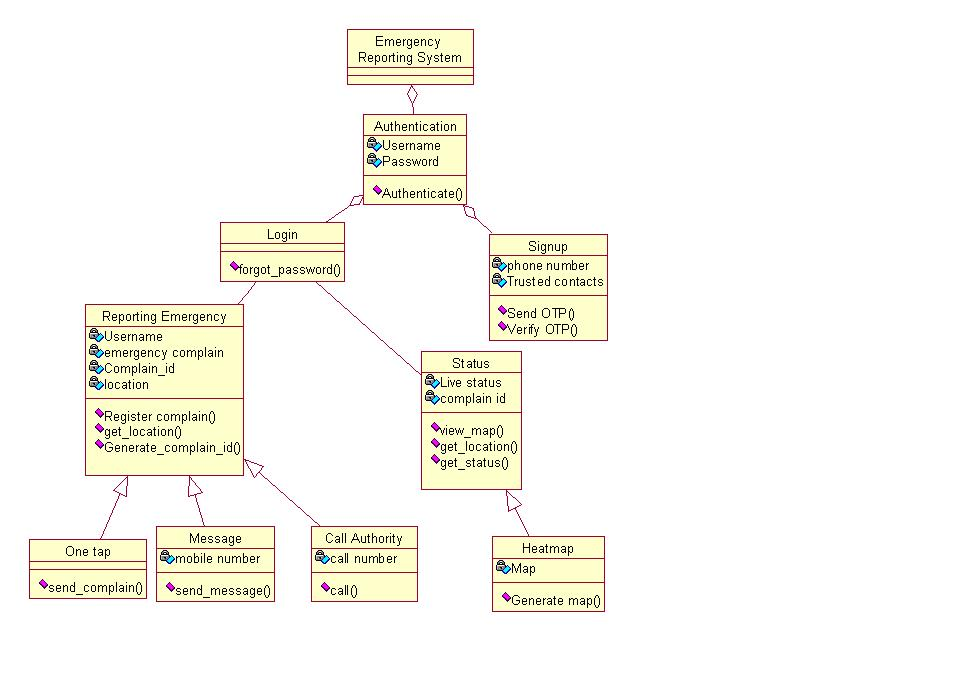 Emergency
Reporting System
Authentication
Username
Password
Authenticate()
Login
forgot_password()
Signup
phone number
Trusted contacts
Send OTP()
Verify OTP()
Reporting Emergency
Username
emergency complain
Complain_id
location
Register complain()
get_location()
Generate_complain_id()
Status
Live status
complain id
view_map()
get_location()
get_status()
One tap
send_complain()
Message
mobile number
send_message()
Call Authority
call number
call()
Heatmap
Map
Generate map()